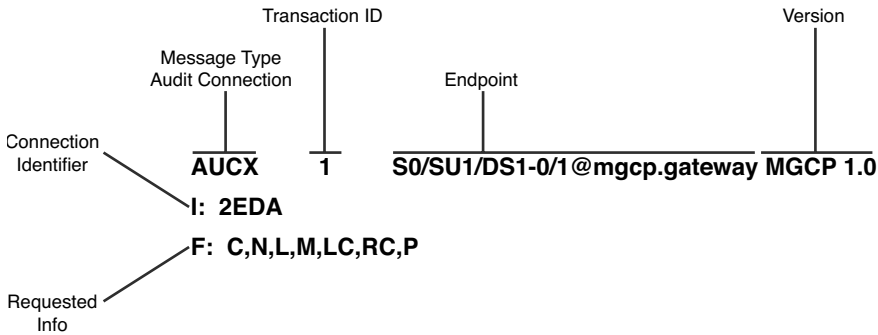 Transaction ID
Version
Message Type
Audit Connection
Endpoint
Connection
Identifier
AUCX 1 S0/SU1/DS1-0/1@mgcp.gateway MGCP 1.0
I: 2EDA
F: C,N,L,M,LC,RC,P
Requested
Info